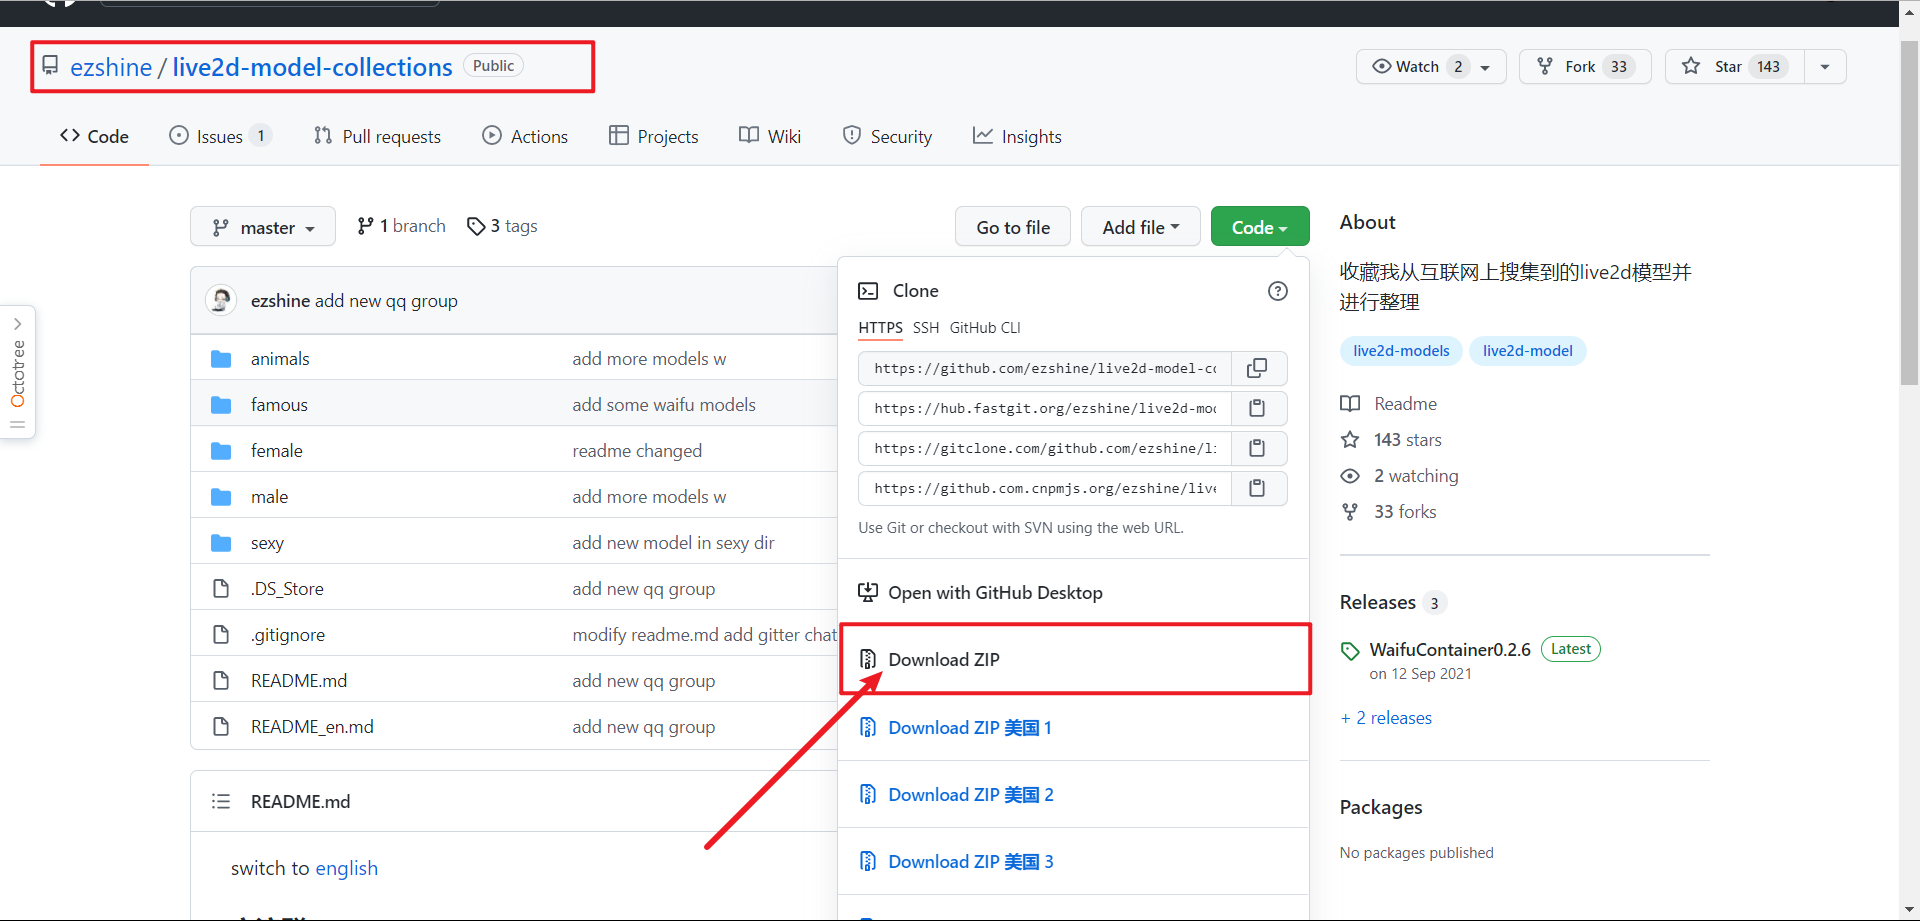 ezshine / live2d-model-collections Public
Watch 2
Fork 33
Star 143
Code
Issues 1
Pull requests
Actions
Projects
Wiki
Security
Insights
master
1 branch
3 tags
Go to file
Add file
Code
ezshine add new qq group
animals add more models w
famous add some waifu models
female readme changed
male add more models w
sexy add new model in sexy dir
.DS_Store add new qq group
.gitignore modify readme.md add gitter chat
README.md add new qq group
README_en.md add new qq group
README.md
switch to english
Octotree
Clone
HTTPS SSH GitHub CLI
https://github.com/ezshine/live2d-model-co
https://hub.fastgit.org/ezshine/live2d-mod
https://gitclone.com/github.com/ezshine/li
https://github.com.cnpmjs.org/ezshine/live
Use Git or checkout with SVN using the web URL.
Open with GitHub Desktop
Download ZIP
Download ZIP 美国 1
Download ZIP 美国 2
Download ZIP 美国 3
About
收藏我从互联网上搜集到的live2d模型并
进行整理
live2d-models live2d-model
Readme
143 stars
2 watching
33 forks
Releases 3
WaifuContainer0.2.6 Latest
on 12 Sep 2021
+ 2 releases
Packages
No packages published